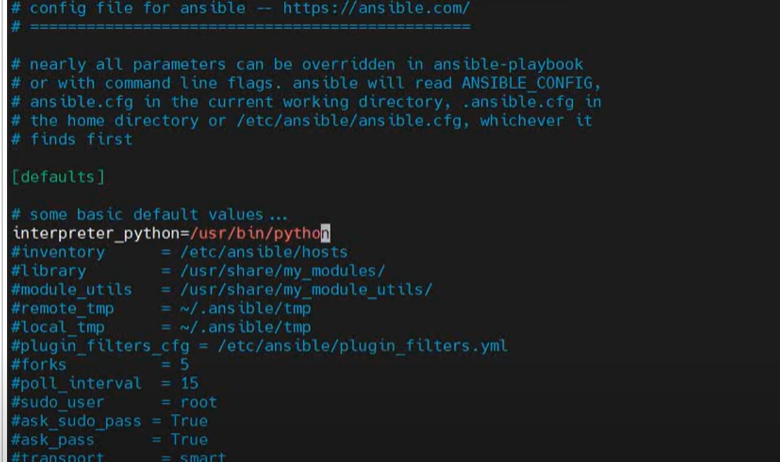 # config file for ansible -- https://ansible.com/
# ===============================================
# nearly all parameters can be overridden in ansible-playbook
# or with command line flags. ansible will read ANSIBLE_CONFIG,
# ansible.cfg in the current working directory, .ansible.cfg in
# the home directory or /etc/ansible/ansible.cfg, whichever it
# finds first
[defaults]
# some basic default values...
interpreter_python=/usr/bin/python
#inventory      = /etc/ansible/hosts
#library        = /usr/share/my_modules/
#module_utils   = /usr/share/my_module_utils/
#remote_tmp     = ~/.ansible/tmp
#local_tmp      = ~/.ansible/tmp
#plugin_filters_cfg = /etc/ansible/plugin_filters.yml
#forks          = 5
#poll_interval  = 15
#sudo_user      = root
#ask_sudo_pass = True
#ask_pass      = True
#transport      = smart